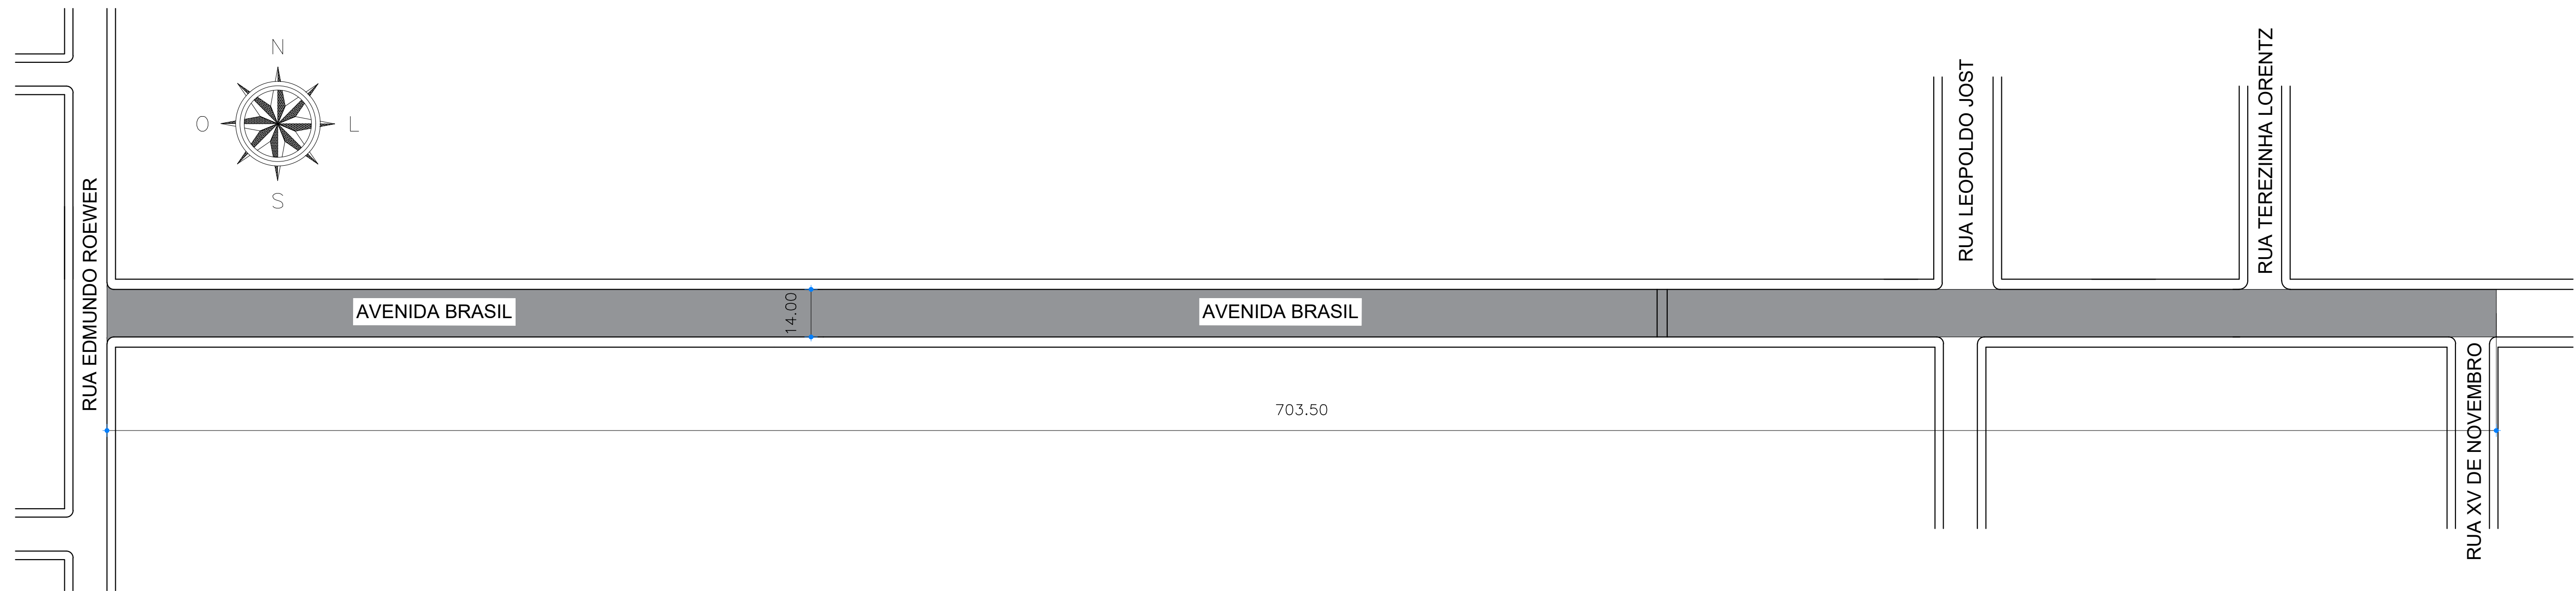 N
O
L
S
RUA EDMUNDO ROEWER
AVENIDA BRASIL
14.00
AVENIDA BRASIL
RUA LEOPOLDO JOST
RUA TEREZINHA LORENTZ
703.50
RUA XV DE NOVEMBRO